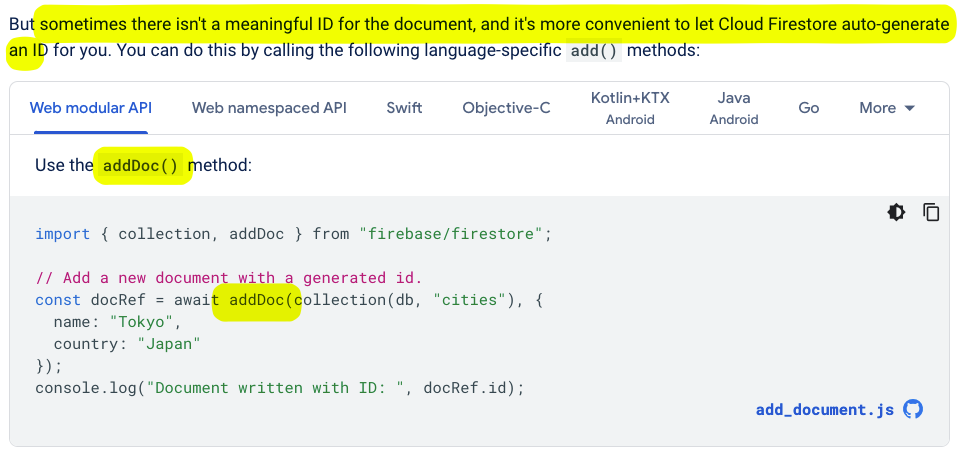 But sometimes there isn't a meaningful ID for the document, and it's more convenient to let Cloud Firestore auto-generate
an ID for you. You can do this by calling the following language-specific add() methods:
Web modular API Web namespaced API Swift Objective-C Kotlin+KTX Android Java Android Go More
Use the addDoc() method:
import { collection, addDoc } from "firebase/firestore";
// Add a new document with a generated id.
const docRef = await addDoc(collection(db, "cities"), {
  name: "Tokyo",
  country: "Japan"
});
console.log("Document written with ID: ", docRef.id);
add_document.js